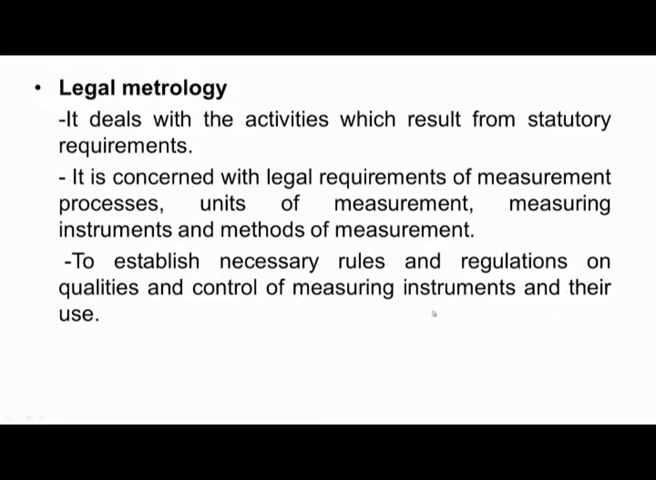 • Legal metrology
-It deals with the activities which result from statutory
requirements.
- It is concerned with legal requirements of measurement
processes, units of measurement, measuring
instruments and methods of measurement.
-To establish necessary rules and regulations on
qualities and control of measuring instruments and their
use.